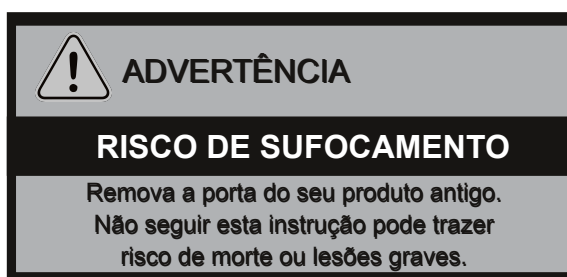 ADVERTÊNCIA
RISCO DE SUFOCAMENTO
Remova a porta do seu produto antigo.
Não seguir esta instrução pode trazer
risco de morte ou lesões graves.